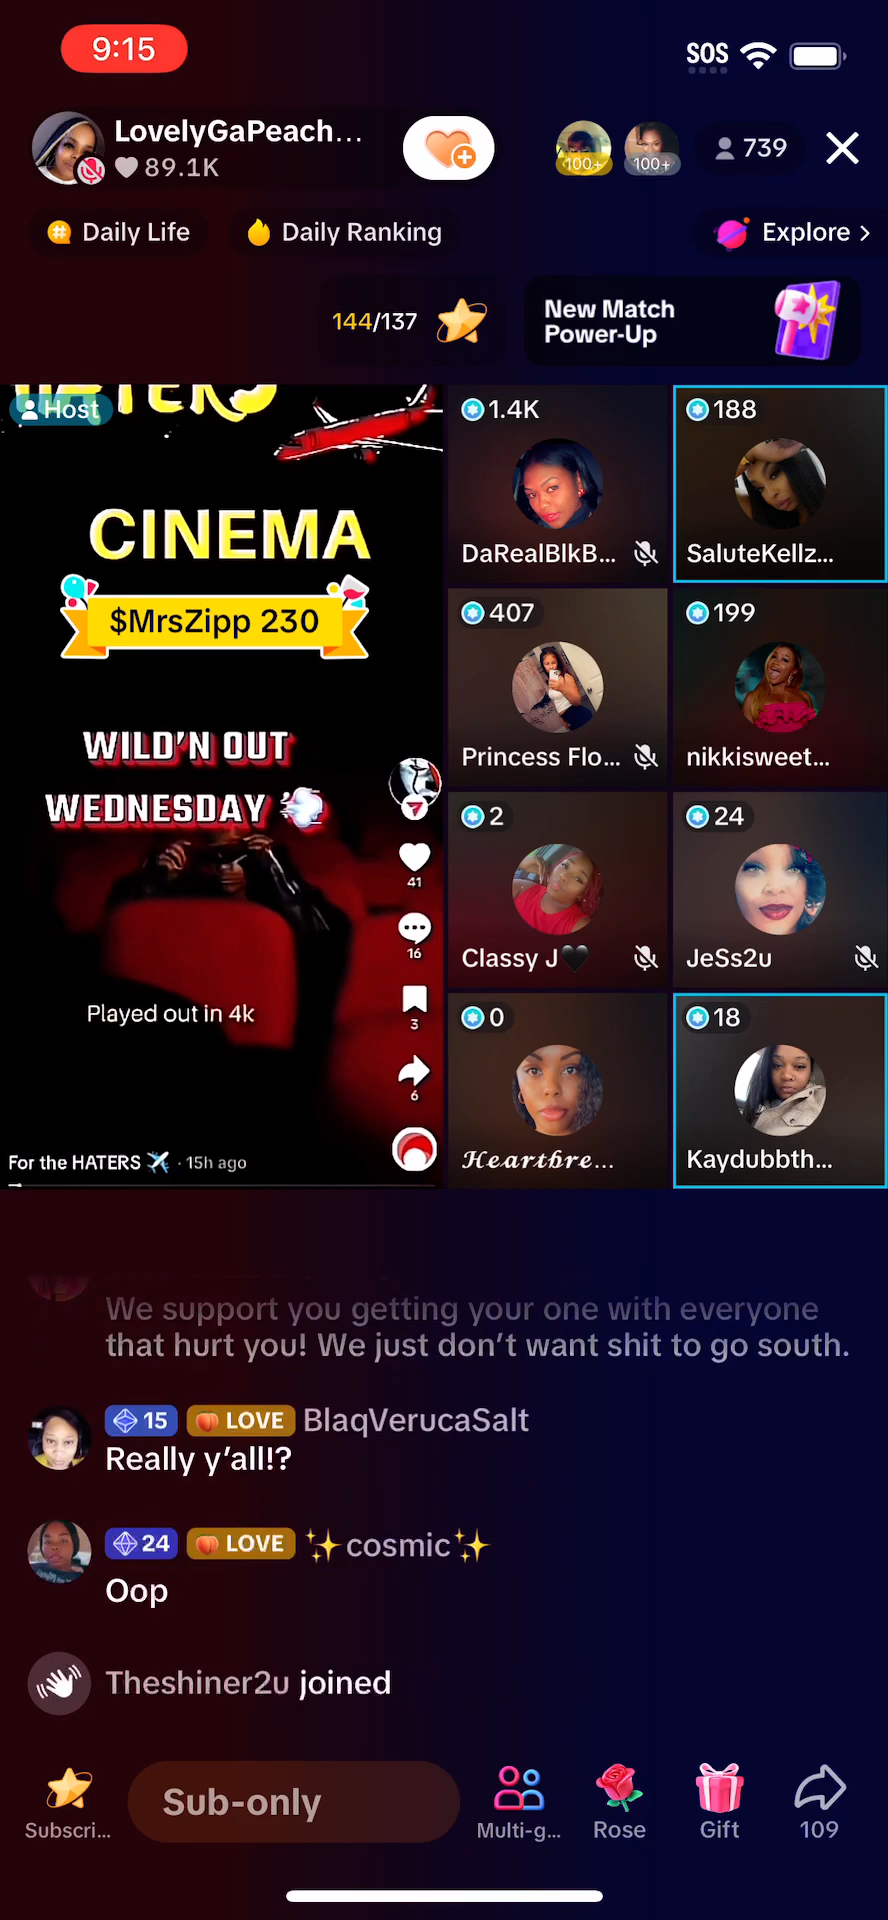 9:15
SOS
LovelyGaPeach...
89.1K
100+
100+
739
Daily Life
Daily Ranking
Explore >
144/137
New Match
Power-Up
HATERS
Host
CINEMA
$MrsZipp 230
WILD'N OUT
WEDNESDAY
41
16
3
6
Played out in 4k
For the HATERS · 15h ago
1.4K
DaRealBlkB...
188
SaluteKellz...
407
Princess Flo...
199
nikkisweet...
2
Classy J🖤
24
JeSs2u
0
𝓗𝓮𝓪𝓻𝓽𝓫𝓻𝓮...
18
Kaydubbth...
We support you getting your one with everyone
that hurt you! We just don't want shit to go south.
15 LOVE BlaqVerucaSalt
Really y'all!?
24 LOVE ✨cosmic✨
Oop
Theshiner2u joined
Subscri...
Sub-only
Multi-g...
Rose
Gift
109